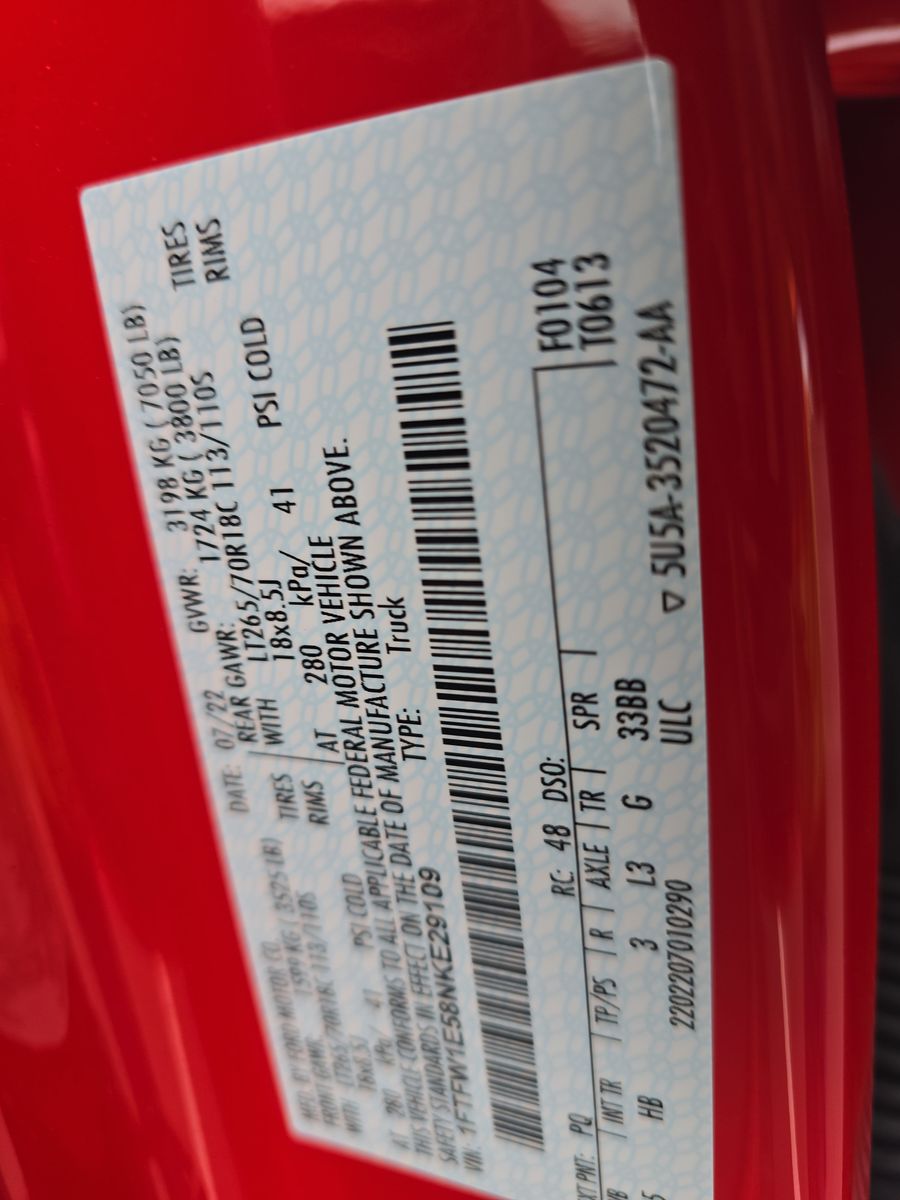 MFD. BY FORD MOTOR CO.
DATE: 07/22 GVWR: 3198 KG ( 7050 LB)
FRONT GAWR: 1599 KG ( 3525 LB) REAR GAWR: 1724 KG ( 3800 LB)
WITH LT265/70R18C 113/110S TIRES WITH LT265/70R18C 113/110S TIRES
18x8.5J RIMS 18x8.5J RIMS
AT kPa/ 41 PSI COLD AT 280 kPa/ 41 PSI COLD
THIS VEHICLE CONFORMS TO ALL APPLICABLE FEDERAL MOTOR VEHICLE
SAFETY STANDARDS IN EFFECT ON THE DATE OF MANUFACTURE SHOWN ABOVE.
VIN: 1FTFW1E58NKE29109 TYPE: Truck
F0104
T0613
PNT: PQ RC: 48 DSO:
INT TR TP/PS R AXLE TR SPR
HB 3 L3 G 33BB
220220701029​0 ULC ▽ 5U5A-3520472-AA